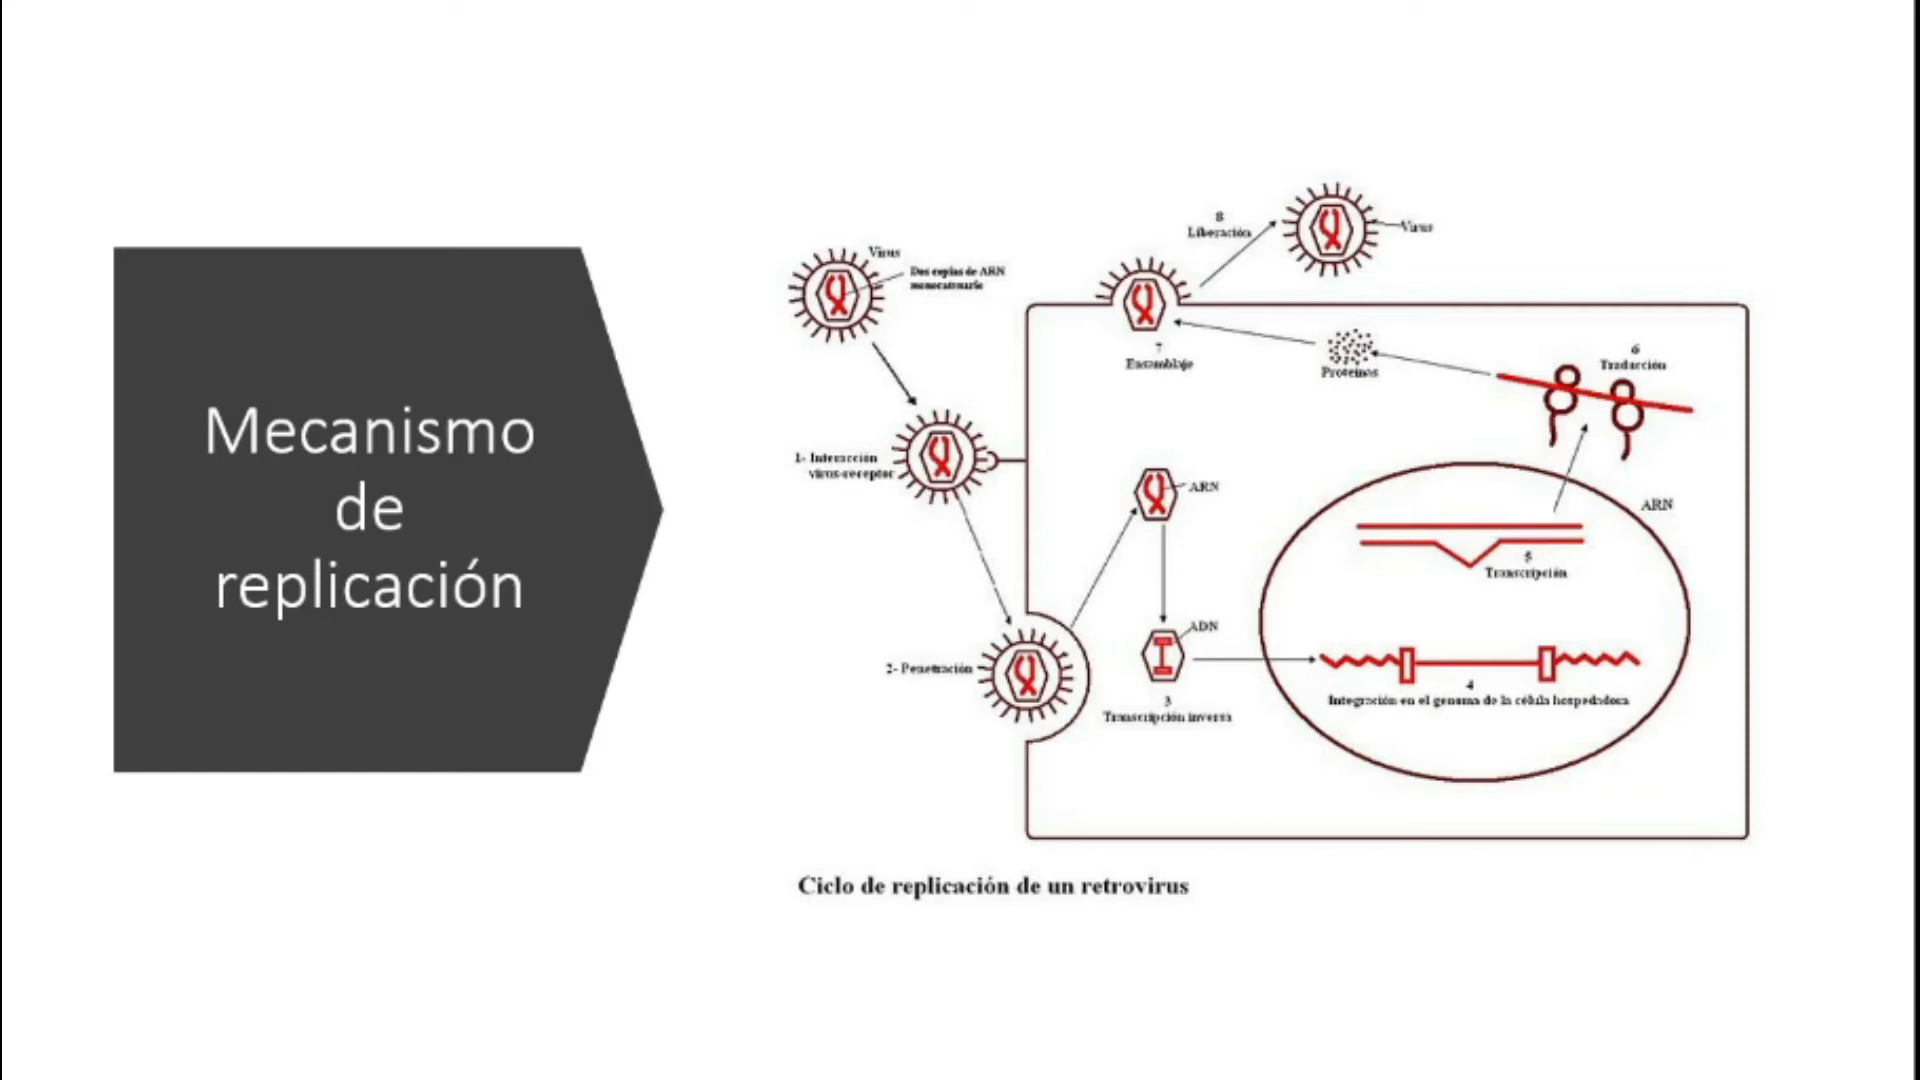 Mecanismo
de
replicación
Virus
Dos copias de ARN
monocatenario
1- Interacción
virus-receptor
2- Penetración
ARN
ADN
3
Transcripción inversa
4
Integración en el genoma de la célula hospedadora
5
Transcripción
ARN
6
Traducción
Proteinas
7
Ensamblaje
8
Liberación
Virus
Ciclo de replicación de un retrovirus